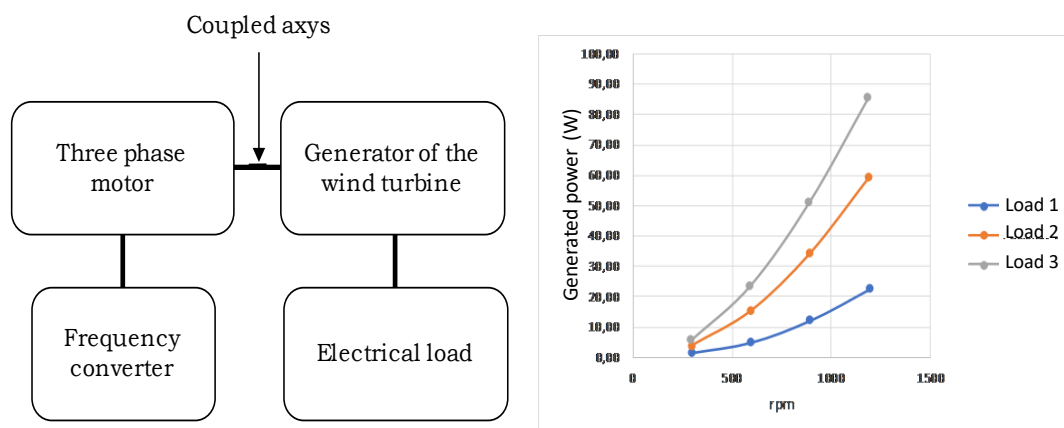 Coupled axys
Three phase
motor
Generator of the
wind turbine
Frequency
converter
Electrical load
Generated power (W)
100,00
90,00
80,00
70,00
60,00
50,00
40,00
30,00
20,00
10,00
0,00
0 500 1000 1500
rpm
Load 1
Load 2
Load 3